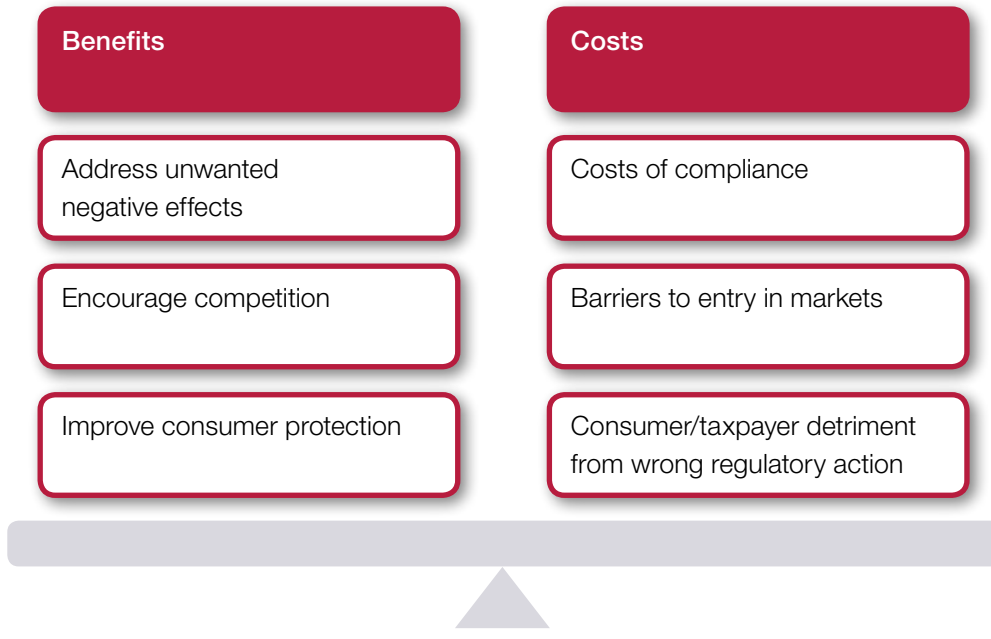 Benefits
Address unwanted
negative effects
Encourage competition
Improve consumer protection
Costs
Costs of compliance
Barriers to entry in markets
Consumer/taxpayer detriment
from wrong regulatory action